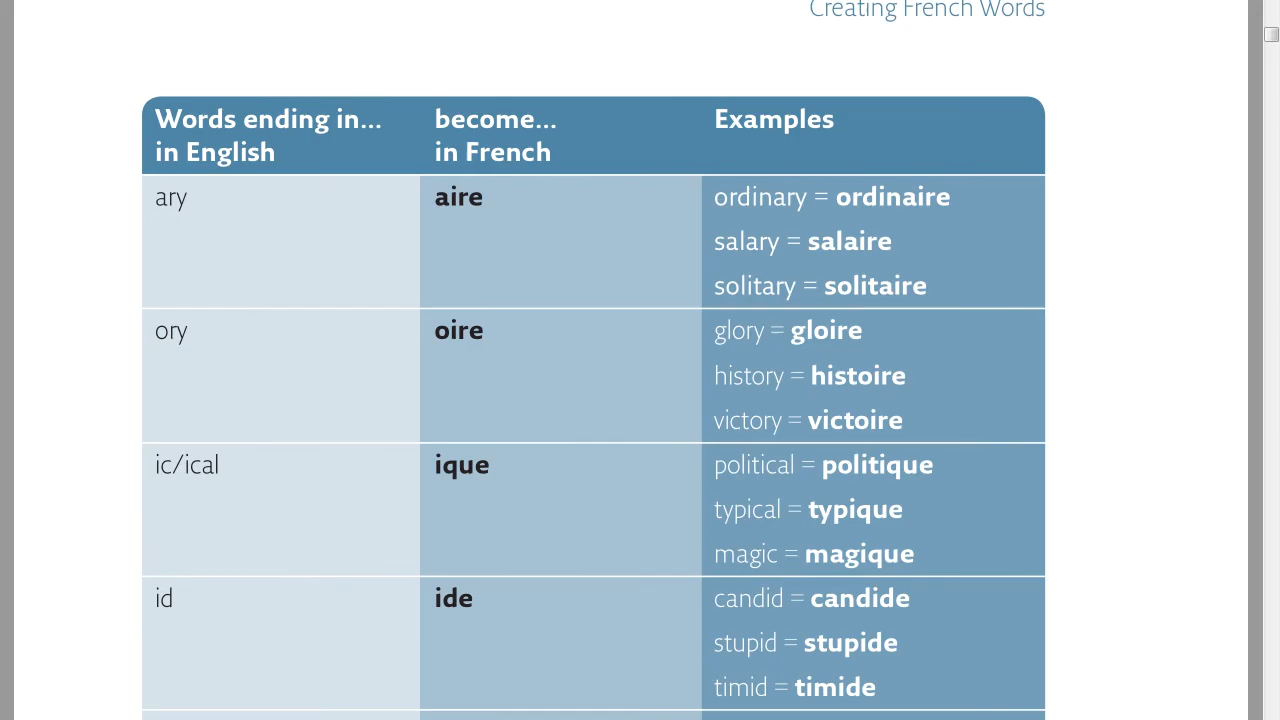 Creating French Words
Words ending in... become... Examples
in English in French
ary aire ordinary = ordinaire
salary = salaire
solitary = solitaire
ory oire glory = gloire
history = histoire
victory = victoire
ic/ical ique political = politique
typical = typique
magic = magique
id ide candid = candide
stupid = stupide
timid = timide